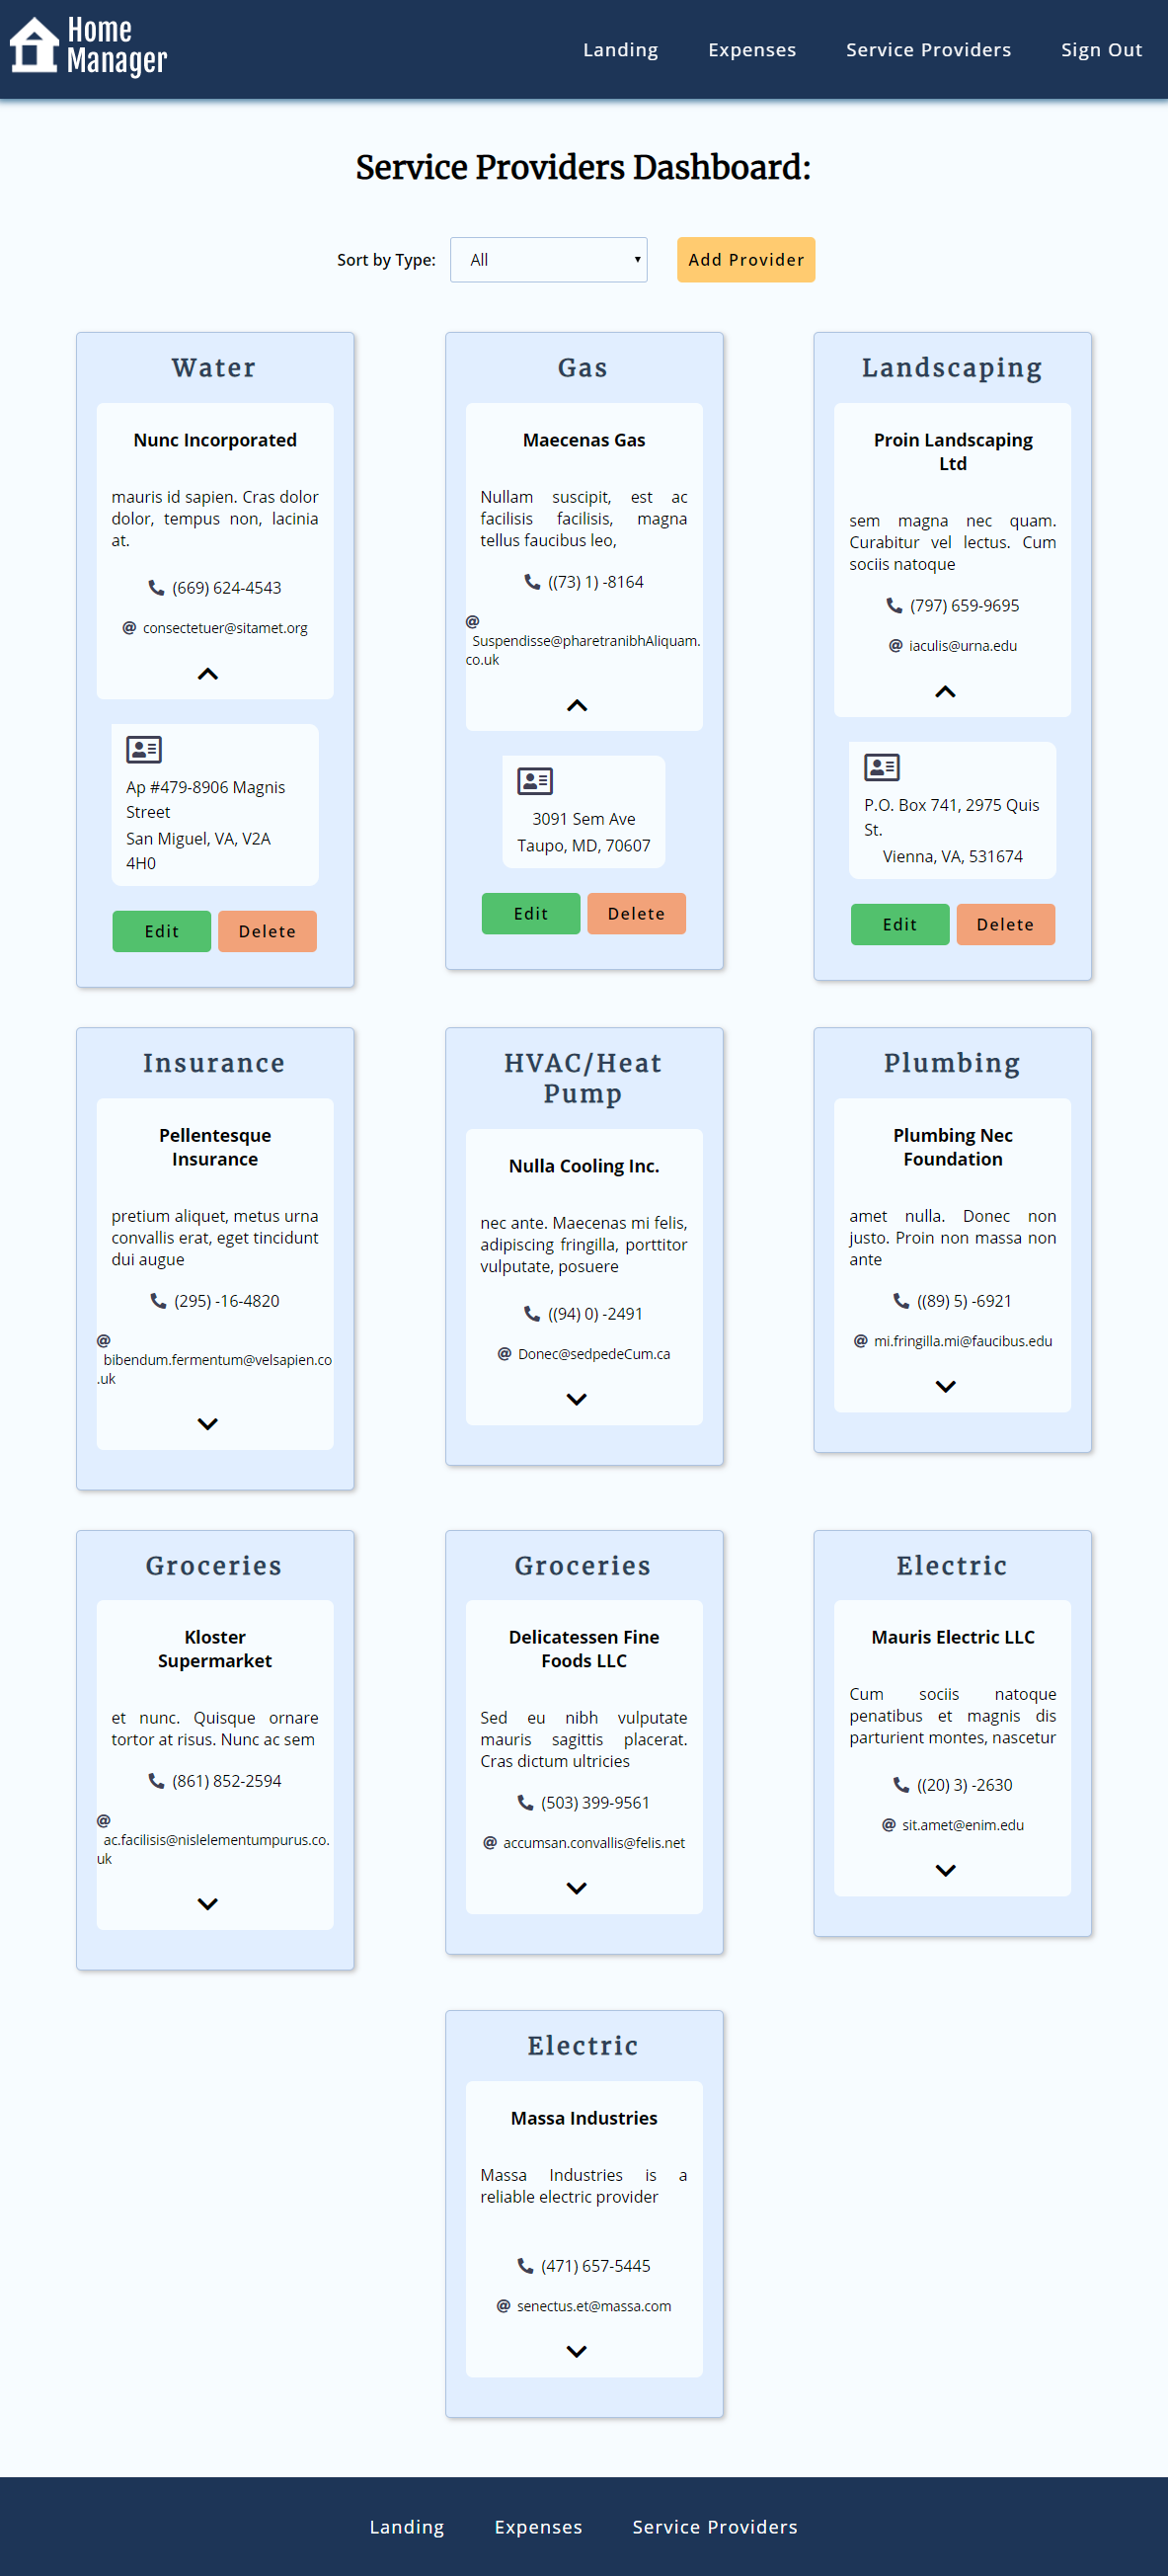 Home
Manager
Landing
Expenses
Service Providers
Sign Out
Service Providers Dashboard:
Sort by Type:
All
Add Provider
Water
Nunc Incorporated
mauris id sapien. Cras dolor
dolor, tempus non, lacinia
at.
(669) 624-4543
consectetuer@sitamet.org
Ap #479-8906 Magnis
Street
San Miguel, VA, V2A
4H0
Edit
Delete
Gas
Maecenas Gas
Nullam suscipit, est ac
facilisis facilisis, magna
tellus faucibus leo,
((73) 1) -8164
Suspendisse@pharetranibhAliquam.
co.uk
3091 Sem Ave
Taupo, MD, 70607
Edit
Delete
Landscaping
Proin Landscaping
Ltd
sem magna nec quam.
Curabitur vel lectus. Cum
sociis natoque
(797) 659-9695
iaculis@urna.edu
P.O. Box 741, 2975 Quis
St.
Vienna, VA, 531674
Edit
Delete
Insurance
Pellentesque
Insurance
pretium aliquet, metus urna
convallis erat, eget tincidunt
dui augue
(295) -16-4820
bibendum.fermentum@velsapien.co
.uk
HVAC/Heat
Pump
Nulla Cooling Inc.
nec ante. Maecenas mi felis,
adipiscing fringilla, porttitor
vulputate, posuere
((94) 0) -2491
Donec@sedpedeCum.ca
Plumbing
Plumbing Nec
Foundation
amet nulla. Donec non
justo. Proin non massa non
ante
((89) 5) -6921
mi.fringilla.mi@faucibus.edu
Groceries
Kloster
Supermarket
et nunc. Quisque ornare
tortor at risus. Nunc ac sem
(861) 852-2594
ac.facilisis@nislelementumpurus.co.
uk
Groceries
Delicatessen Fine
Foods LLC
Sed eu nibh vulputate
mauris sagittis placerat.
Cras dictum ultricies
(503) 399-9561
accumsan.convallis@felis.net
Electric
Mauris Electric LLC
Cum sociis natoque
penatibus et magnis dis
parturient montes, nascetur
((20) 3) -2630
sit.amet@enim.edu
Electric
Massa Industries
Massa Industries is a
reliable electric provider
(471) 657-5445
senectus.et@massa.com
Landing
Expenses
Service Providers